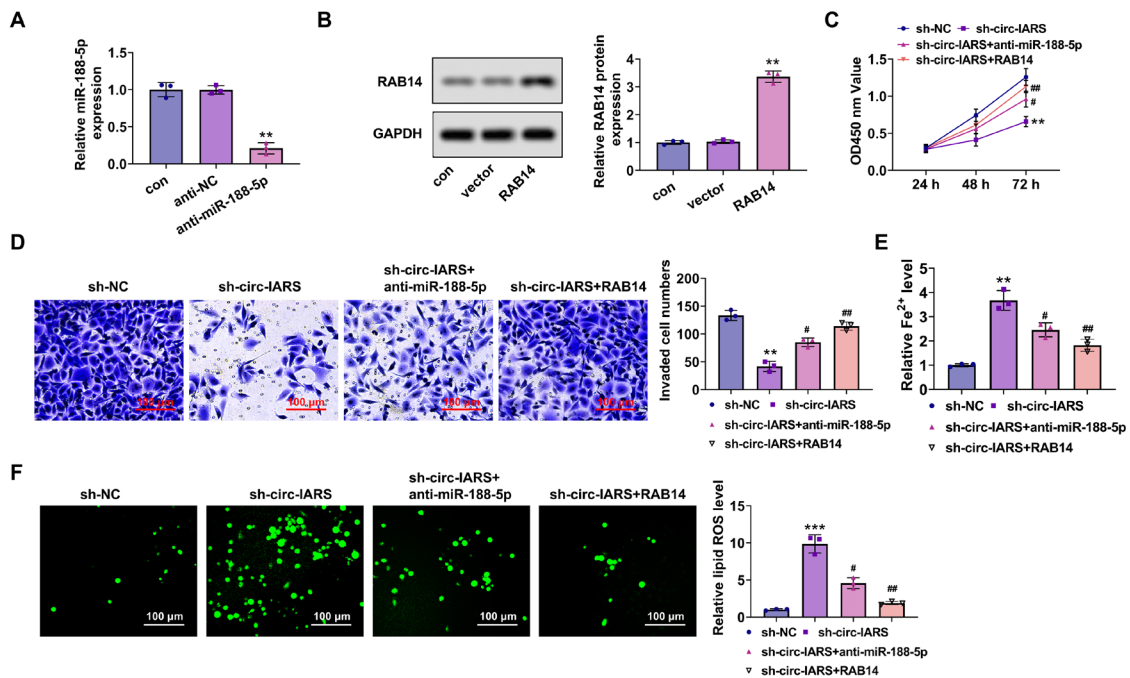 A
Relative miR-188-5p
expression
1.5
1.0
0.5
0.0
**
con
anti-NC
anti-miR-188-5p
B
RAB14
GAPDH
con
vector
RAB14
Relative RAB14 protein
expression
4
3
2
1
0
**
con
vector
RAB14
C
sh-NC
sh-circ-IARS
sh-circ-IARS+anti-miR-188-5p
sh-circ-IARS+RAB14
OD450 nm Value
1.5
1.0
0.5
0.0
##
#
**
24 h
48 h
72 h
D
sh-NC
sh-circ-IARS
sh-circ-IARS+
anti-miR-188-5p
sh-circ-IARS+RAB14
100 μm
100 μm
100 μm
100 μm
Invaded cell numbers
150
100
50
0
**
#
##
sh-NC
sh-circ-IARS
sh-circ-IARS+anti-miR-188-5p
sh-circ-IARS+RAB14
E
Relative Fe²⁺ level
5
4
3
2
1
0
**
#
##
sh-NC
sh-circ-IARS
sh-circ-IARS+anti-miR-188-5p
sh-circ-IARS+RAB14
F
sh-NC
sh-circ-IARS
sh-circ-IARS+
anti-miR-188-5p
sh-circ-IARS+RAB14
100 μm
100 μm
100 μm
100 μm
Relative lipid ROS level
15
10
5
0
***
#
##
sh-NC
sh-circ-IARS
sh-circ-IARS+anti-miR-188-5p
sh-circ-IARS+RAB14